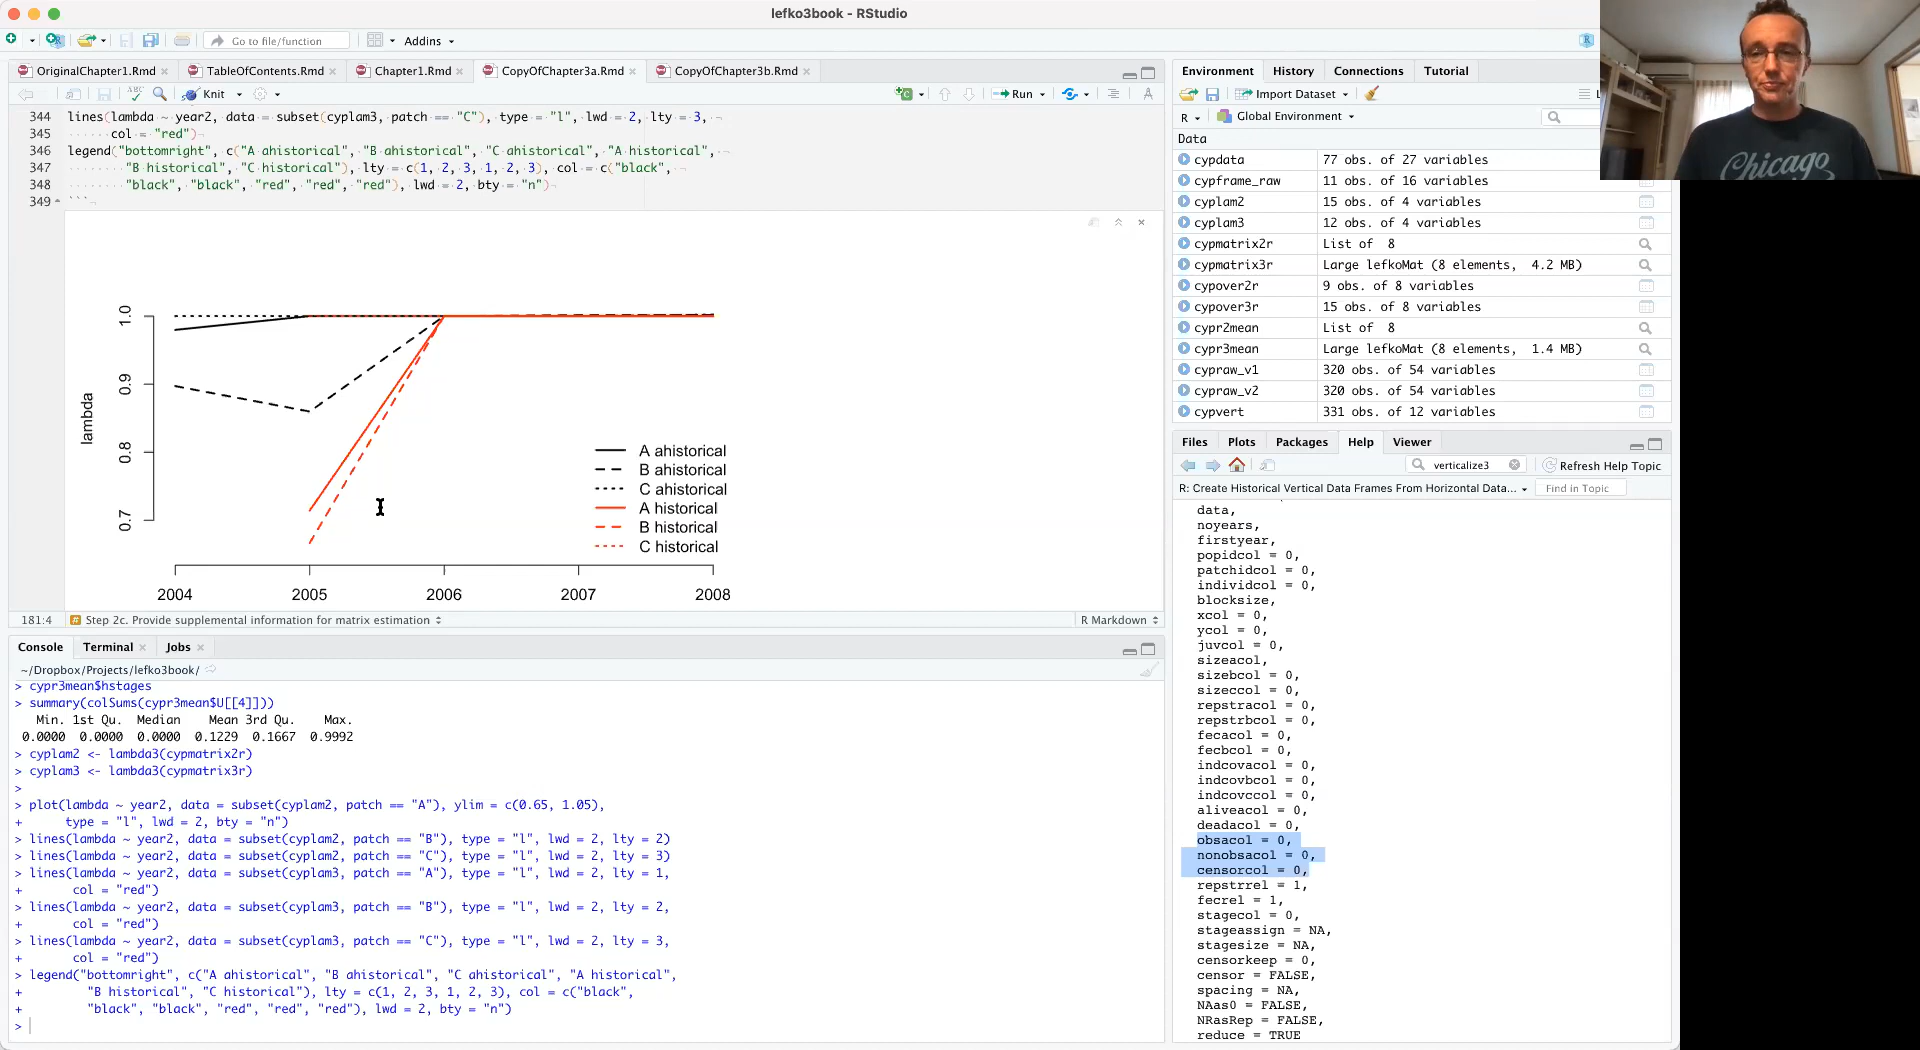 lefko3book - RStudio
Go to file/function
Addins
OriginalChapter1.Rmd
TableOfContents.Rmd
Chapter1.Rmd
CopyOfChapter3a.Rmd
CopyOfChapter3b.Rmd
ABC
Knit
Run
344 lines(lambda ~ year2, data = subset(cyplam3, patch == "C"), type = "l", lwd = 2, lty = 3,
345 col = "red")
346 legend("bottomright", c("A ahistorical", "B ahistorical", "C ahistorical", "A historical",
347 "B historical", "C historical"), lty = c(1, 2, 3, 1, 2, 3), col = c("black",
348 "black", "black", "red", "red", "red"), lwd = 2, bty = "n")
349 ```
lambda
1.0
0.9
0.8
0.7
A ahistorical
B ahistorical
C ahistorical
A historical
B historical
C historical
2004 2005 2006 2007 2008
181:4
Step 2c. Provide supplemental information for matrix estimation
R Markdown
Console
Terminal
Jobs
~/Dropbox/Projects/lefko3book/
> cypr3mean$hstages
> summary(colSums(cypr3mean$U[[4]]))
Min. 1st Qu. Median Mean 3rd Qu. Max.
0.0000 0.0000 0.0000 0.1229 0.1667 0.9992
> cyplam2 <- lambda3(cypmatrix2r)
> cyplam3 <- lambda3(cypmatrix3r)
>
> plot(lambda ~ year2, data = subset(cyplam2, patch == "A"), ylim = c(0.65, 1.05),
+ type = "l", lwd = 2, bty = "n")
> lines(lambda ~ year2, data = subset(cyplam2, patch == "B"), type = "l", lwd = 2, lty = 2)
> lines(lambda ~ year2, data = subset(cyplam2, patch == "C"), type = "l", lwd = 2, lty = 3)
> lines(lambda ~ year2, data = subset(cyplam3, patch == "A"), type = "l", lwd = 2, lty = 1,
+ col = "red")
> lines(lambda ~ year2, data = subset(cyplam3, patch == "B"), type = "l", lwd = 2, lty = 2,
+ col = "red")
> lines(lambda ~ year2, data = subset(cyplam3, patch == "C"), type = "l", lwd = 2, lty = 3,
+ col = "red")
> legend("bottomright", c("A ahistorical", "B ahistorical", "C ahistorical", "A historical",
+ "B historical", "C historical"), lty = c(1, 2, 3, 1, 2, 3), col = c("black",
+ "black", "black", "red", "red", "red"), lwd = 2, bty = "n")
>
Environment
History
Connections
Tutorial
Import Dataset
L
R
Global Environment
Data
cypdata 77 obs. of 27 variables
cypframe_raw 11 obs. of 16 variables
cyplam2 15 obs. of 4 variables
cyplam3 12 obs. of 4 variables
cypmatrix2r List of 8
cypmatrix3r Large lefkoMat (8 elements, 4.2 MB)
cypover2r 9 obs. of 8 variables
cypover3r 15 obs. of 8 variables
cypr2mean List of 8
cypr3mean Large lefkoMat (8 elements, 1.4 MB)
cypraw_v1 320 obs. of 54 variables
cypraw_v2 320 obs. of 54 variables
cypvert 331 obs. of 12 variables
Files
Plots
Packages
Help
Viewer
verticalize3
Refresh Help Topic
R: Create Historical Vertical Data Frames From Horizontal Data...
Find in Topic
data,
noyears,
firstyear,
popidcol = 0,
patchidcol = 0,
individcol = 0,
blocksize,
xcol = 0,
ycol = 0,
juvcol = 0,
sizeacol,
sizebcol = 0,
sizeccol = 0,
repstracol = 0,
repstrbcol = 0,
fecacol = 0,
fecbcol = 0,
indcovacol = 0,
indcovbcol = 0,
indcovccol = 0,
aliveacol = 0,
deadacol = 0,
obsacol = 0,
nonobsacol = 0,
censorcol = 0,
repstrrel = 1,
fecrel = 1,
stagecol = 0,
stageassign = NA,
stagesize = NA,
censorkeep = 0,
censor = FALSE,
spacing = NA,
NAas0 = FALSE,
NRasRep = FALSE,
reduce = TRUE
Chicago